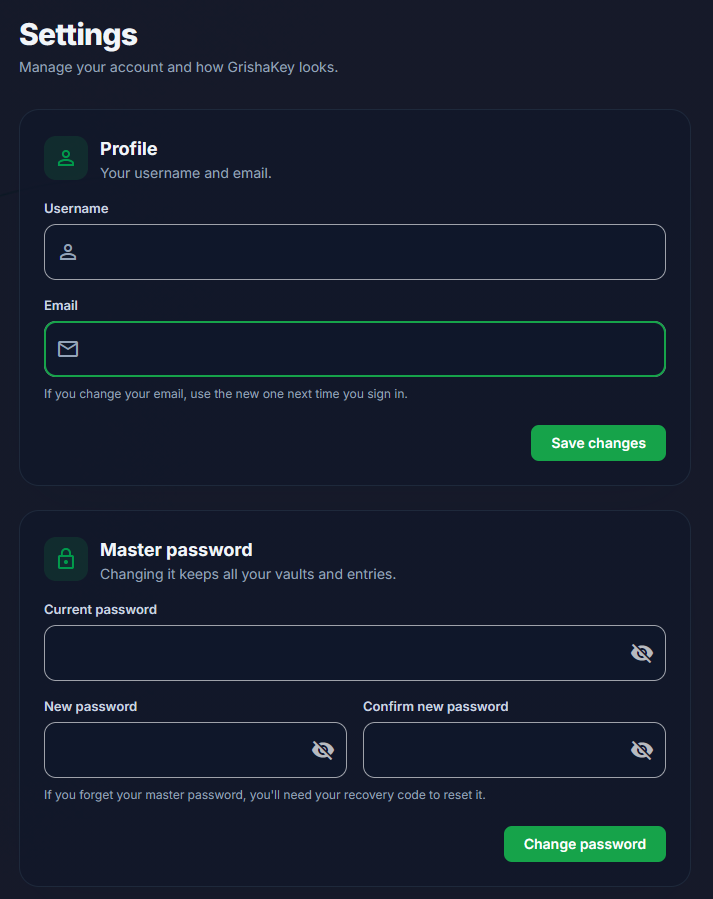 Settings
Manage your account and how GrishaKey looks.
Profile
Your username and email.
Username
Email
If you change your email, use the new one next time you sign in.
Save changes
Master password
Changing it keeps all your vaults and entries.
Current password
New password
Confirm new password
If you forget your master password, you'll need your recovery code to reset it.
Change password